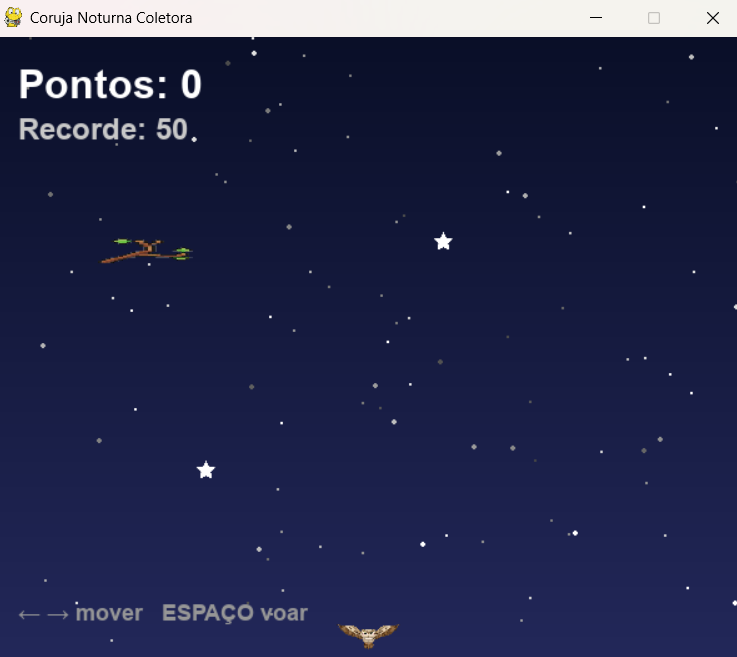 Coruja Noturna Coletora
Pontos: 0
Recorde: 50
←→ mover   ESPAÇO voar